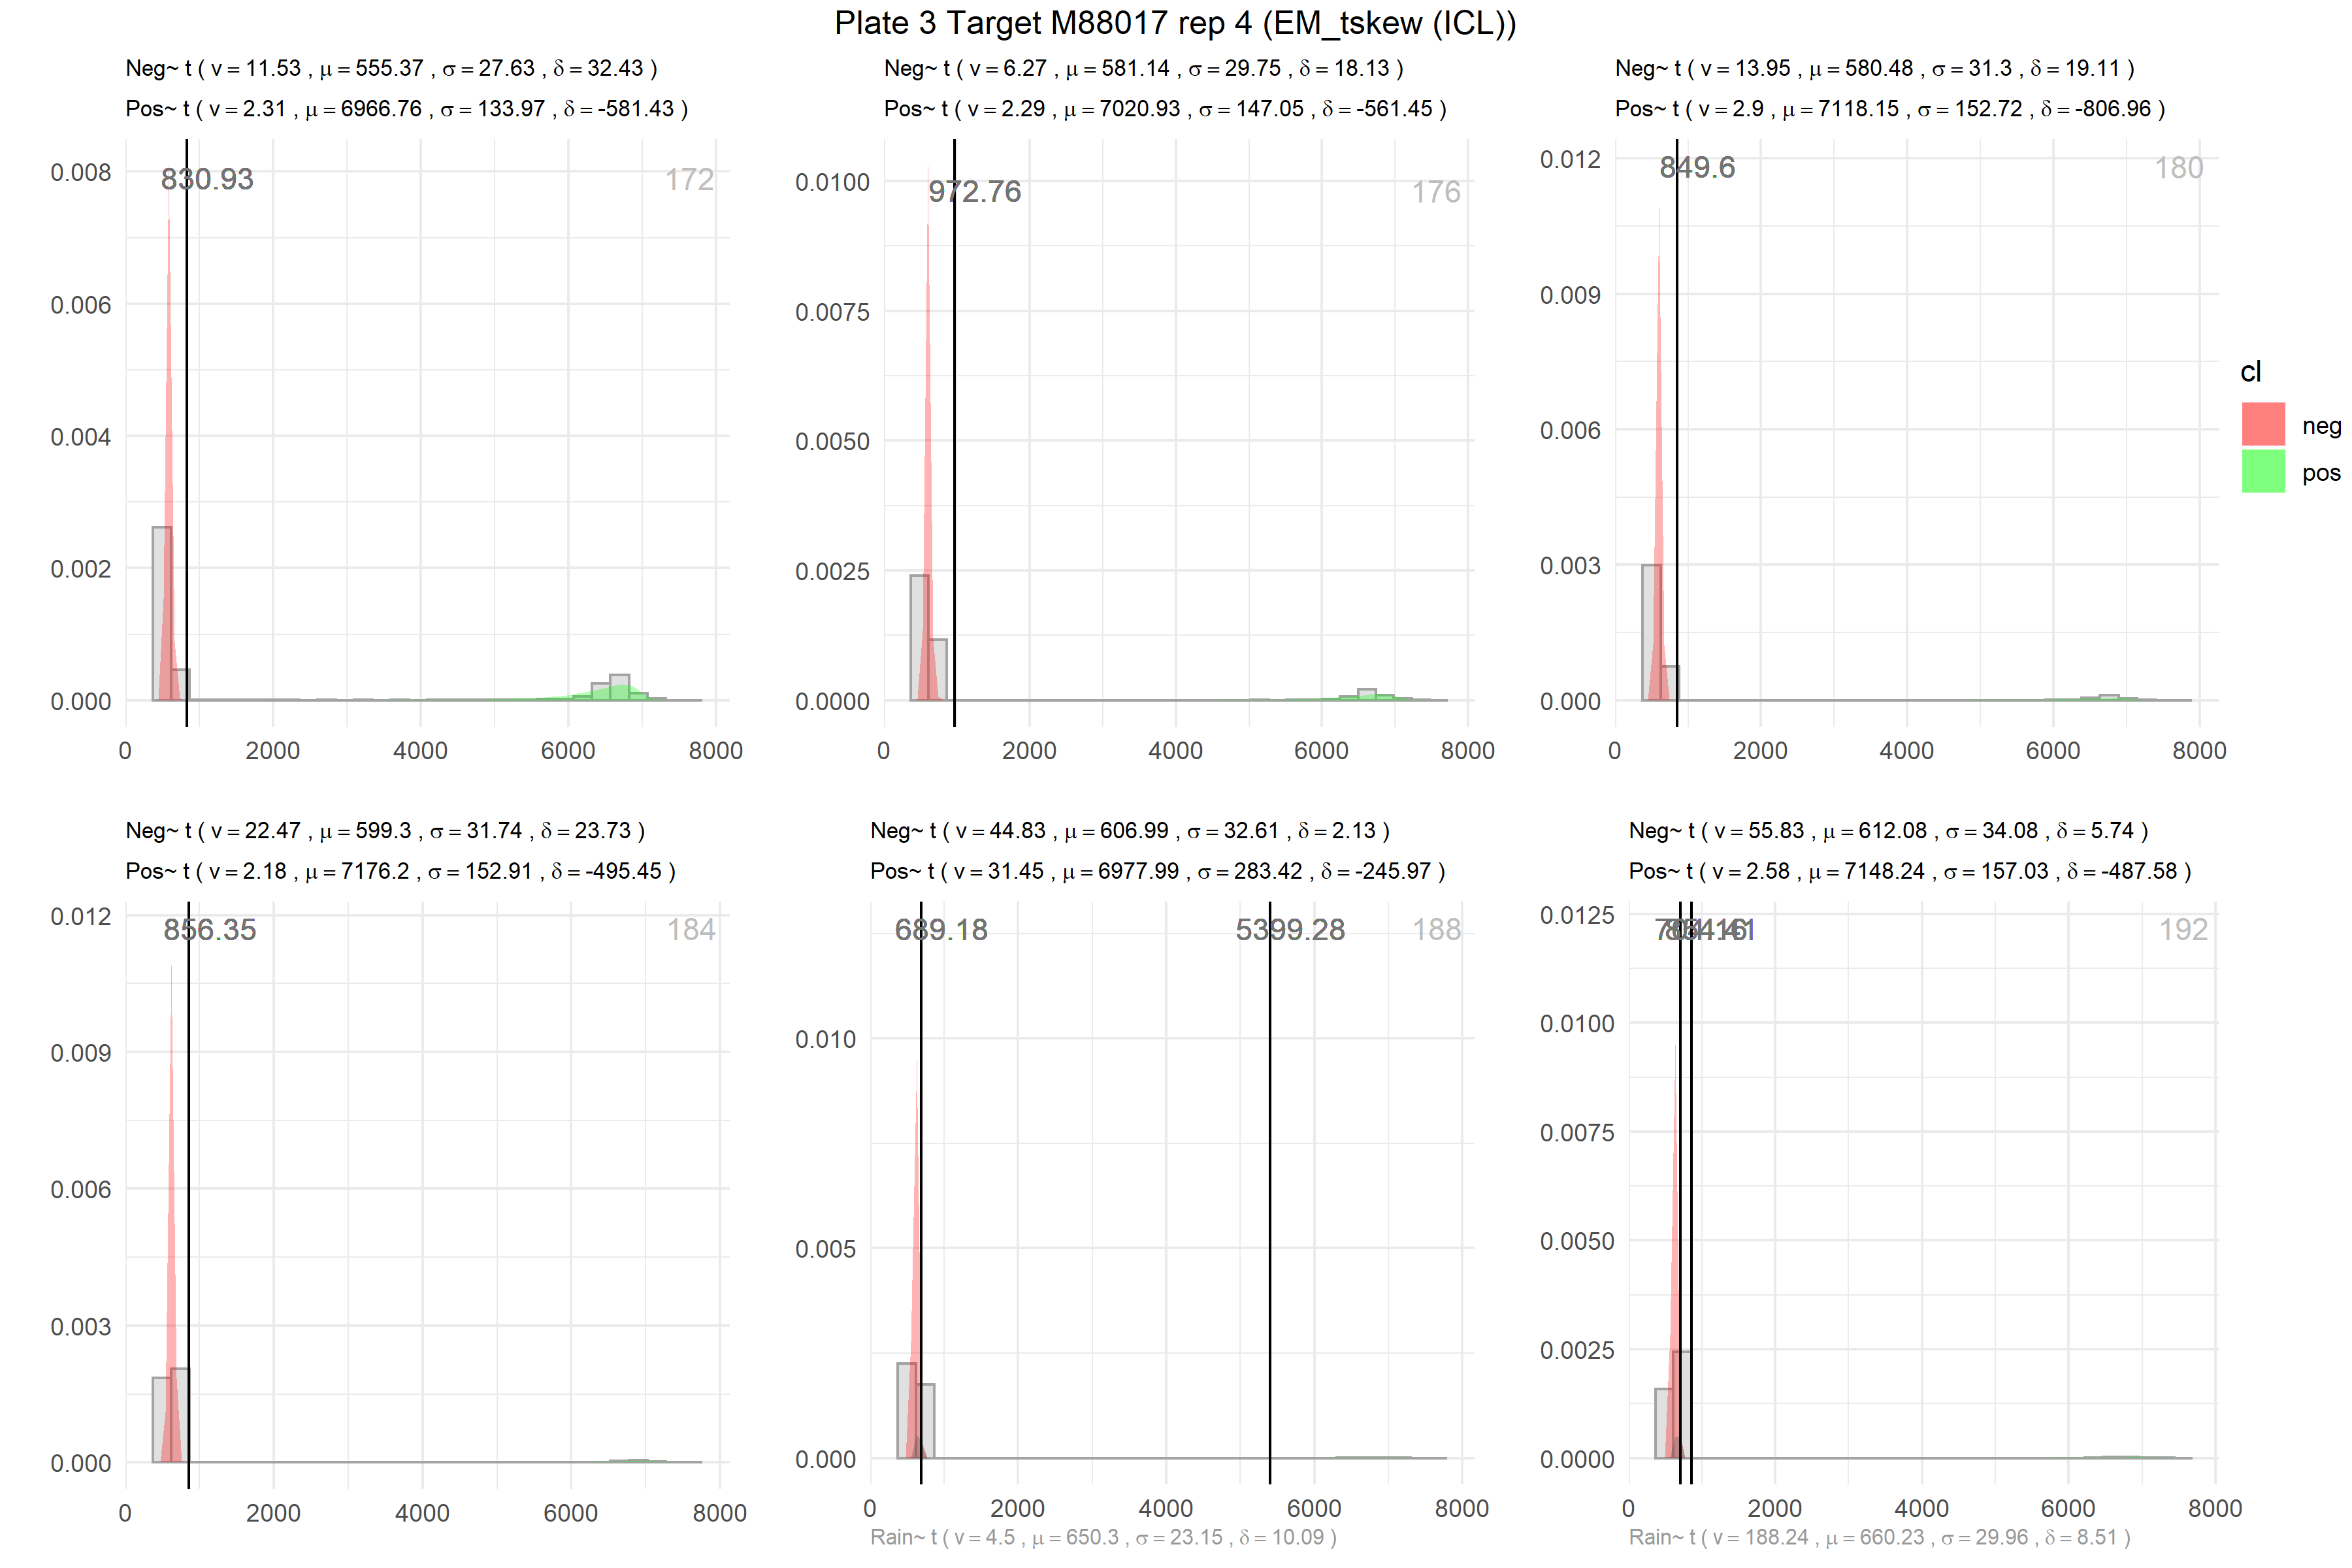 Plate 3 Target M88017 rep 4 (EM_tskew (ICL))
Neg~ t ( v = 11.53 , μ = 555.37 , σ = 27.63 , δ = 32.43 )
Pos~ t ( v = 2.31 , μ = 6966.76 , σ = 133.97 , δ = -581.43 )
830.93
172
0.008
0.006
0.004
0.002
0.000
0 2000 4000 6000 8000
Neg~ t ( v = 6.27 , μ = 581.14 , σ = 29.75 , δ = 18.13 )
Pos~ t ( v = 2.29 , μ = 7020.93 , σ = 147.05 , δ = -561.45 )
972.76
176
0.0100
0.0075
0.0050
0.0025
0.0000
0 2000 4000 6000 8000
Neg~ t ( v = 13.95 , μ = 580.48 , σ = 31.3 , δ = 19.11 )
Pos~ t ( v = 2.9 , μ = 7118.15 , σ = 152.72 , δ = -806.96 )
849.6
180
0.012
0.009
0.006
0.003
0.000
0 2000 4000 6000 8000
cl
neg
pos
Neg~ t ( v = 22.47 , μ = 599.3 , σ = 31.74 , δ = 23.73 )
Pos~ t ( v = 2.18 , μ = 7176.2 , σ = 152.91 , δ = -495.45 )
856.35
184
0.012
0.009
0.006
0.003
0.000
0 2000 4000 6000 8000
Neg~ t ( v = 44.83 , μ = 606.99 , σ = 32.61 , δ = 2.13 )
Pos~ t ( v = 31.45 , μ = 6977.99 , σ = 283.42 , δ = -245.97 )
689.18
5399.28
188
0.010
0.005
0.000
0 2000 4000 6000 8000
Rain~ t ( v = 4.5 , μ = 650.3 , σ = 23.15 , δ = 10.09 )
Neg~ t ( v = 55.83 , μ = 612.08 , σ = 34.08 , δ = 5.74 )
Pos~ t ( v = 2.58 , μ = 7148.24 , σ = 157.03 , δ = -487.58 )
192
0.0125
0.0100
0.0075
0.0050
0.0025
0.0000
0 2000 4000 6000 8000
Rain~ t ( v = 188.24 , μ = 660.23 , σ = 29.96 , δ = 8.51 )